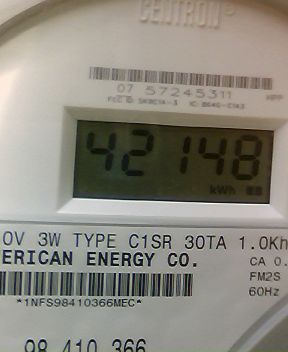 CENTRON®
07 57245311
42148
kWh
0V 3W TYPE C1SR 30TA 1.0Kh
ERICAN ENERGY CO.
CA 0.
FM2S
*1NFS98410366MEC*
60Hz
98 410 366